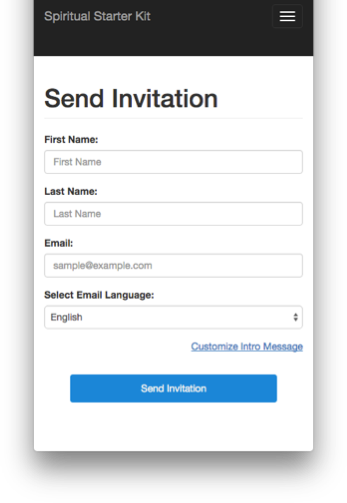 Spiritual Starter Kit
Send Invitation
First Name:
First Name
Last Name:
Last Name
Email:
sample@example.com
Select Email Language:
English
Customize Intro Message
Send Invitation